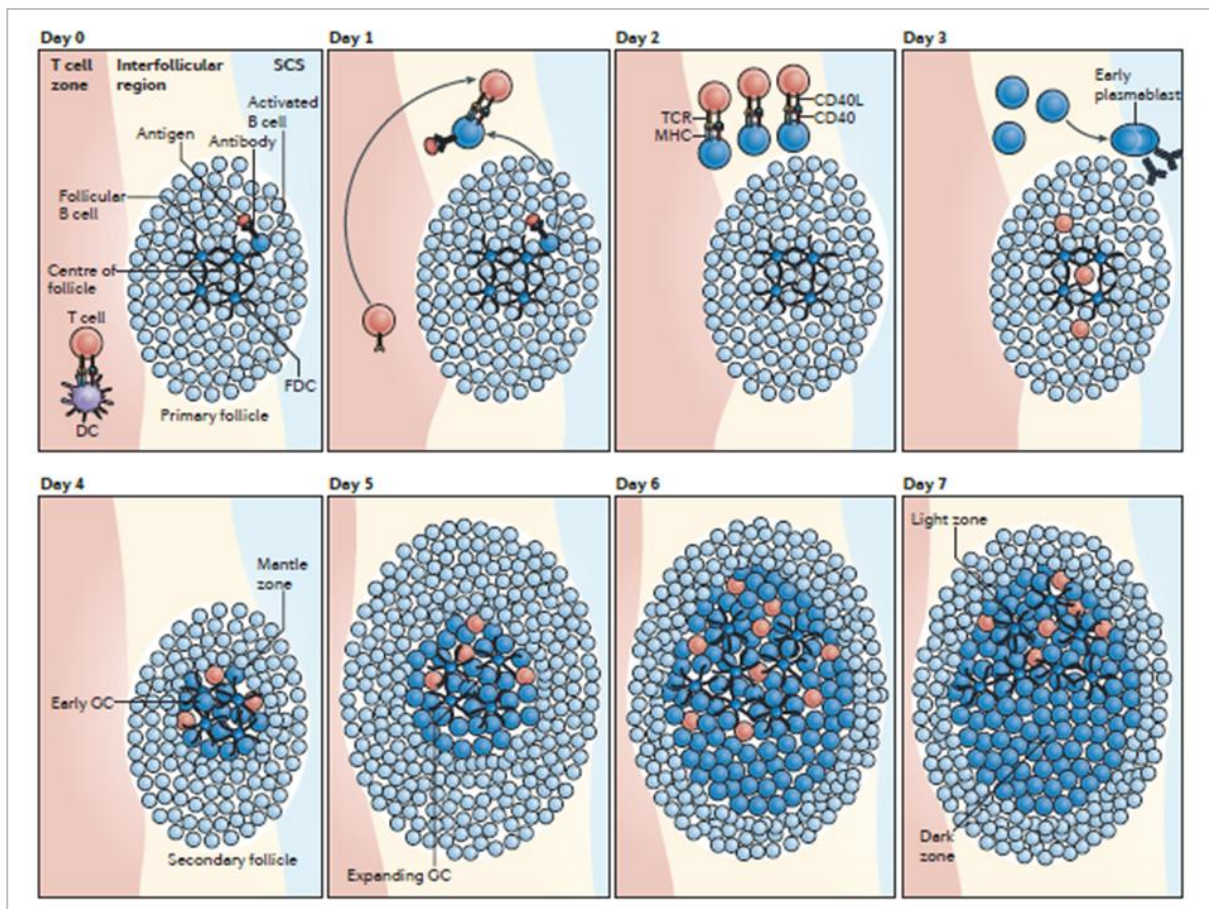 Day 0
T cell
zone
Interfollicular
region
SCS
Activated
B cell
Antigen
Antibody
Follicular
B cell
Centre of
follicle
T cell
DC
FDC
Primary follicle
Day 1
Day 2
TCR
MHC
CD40L
CD40
Day 3
Early
plasmablast
Day 4
Mantle
zone
Early GC
Secondary follicle
Day 5
Expanding GC
Day 6
Day 7
Light zone
Dark
zone